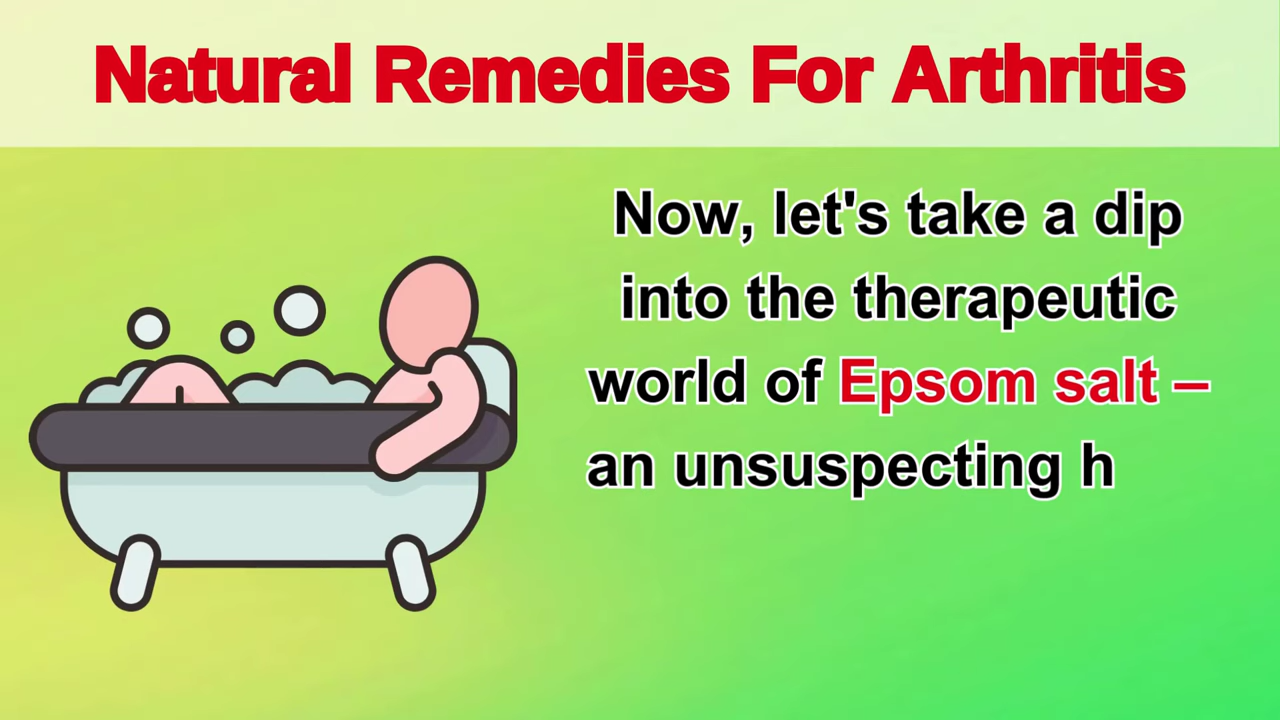 Natural Remedies For Arthritis
Now, let's take a dip
into the therapeutic
world of Epsom salt –
an unsuspecting h